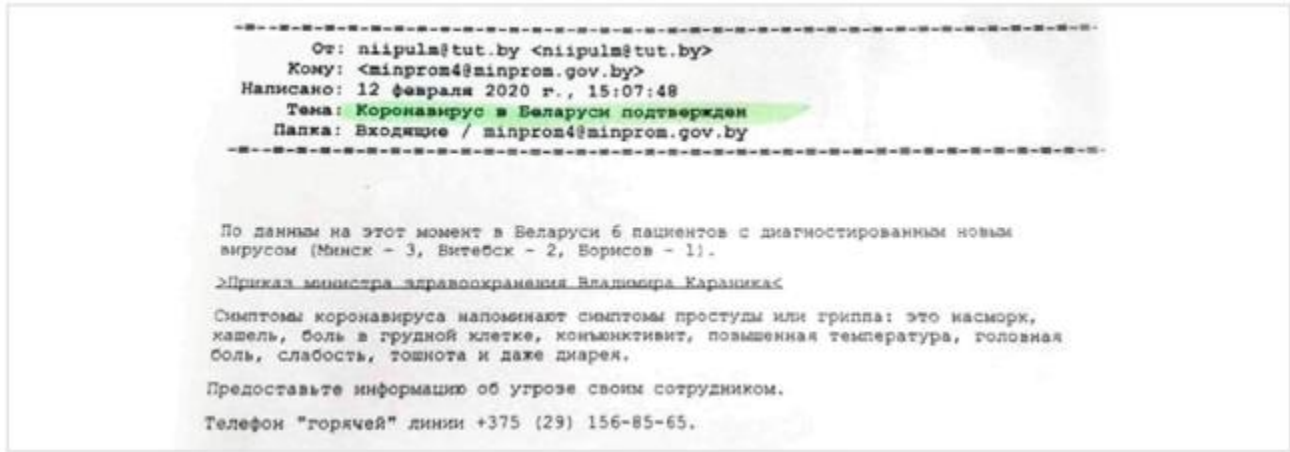 От: niipulm@tut.by <niipulm@tut.by>
Кому: <minprom4@minprom.gov.by>
Написано: 12 февраля 2020 г., 15:07:48
Тема: Коронавирус в Беларуси подтвержден
Папка: Входящие / minprom4@minprom.gov.by
По данным на этот момент в Беларуси 6 пациентов с диагностированным новым
вирусом (Минск - 3, Витебск - 2, Борисов - 1).
>Приказ министра здравоохранения Владимира Караника<
Симптомы коронавируса напоминают симптомы простуды или гриппа: это насморк,
кашель, боль в грудной клетке, конъюнктивит, повышенная температура, головная
боль, слабость, тошнота и даже диарея.
Предоставьте информацию об угрозе своим сотрудником.
Телефон "горячей" линии +375 (29) 156-85-65.